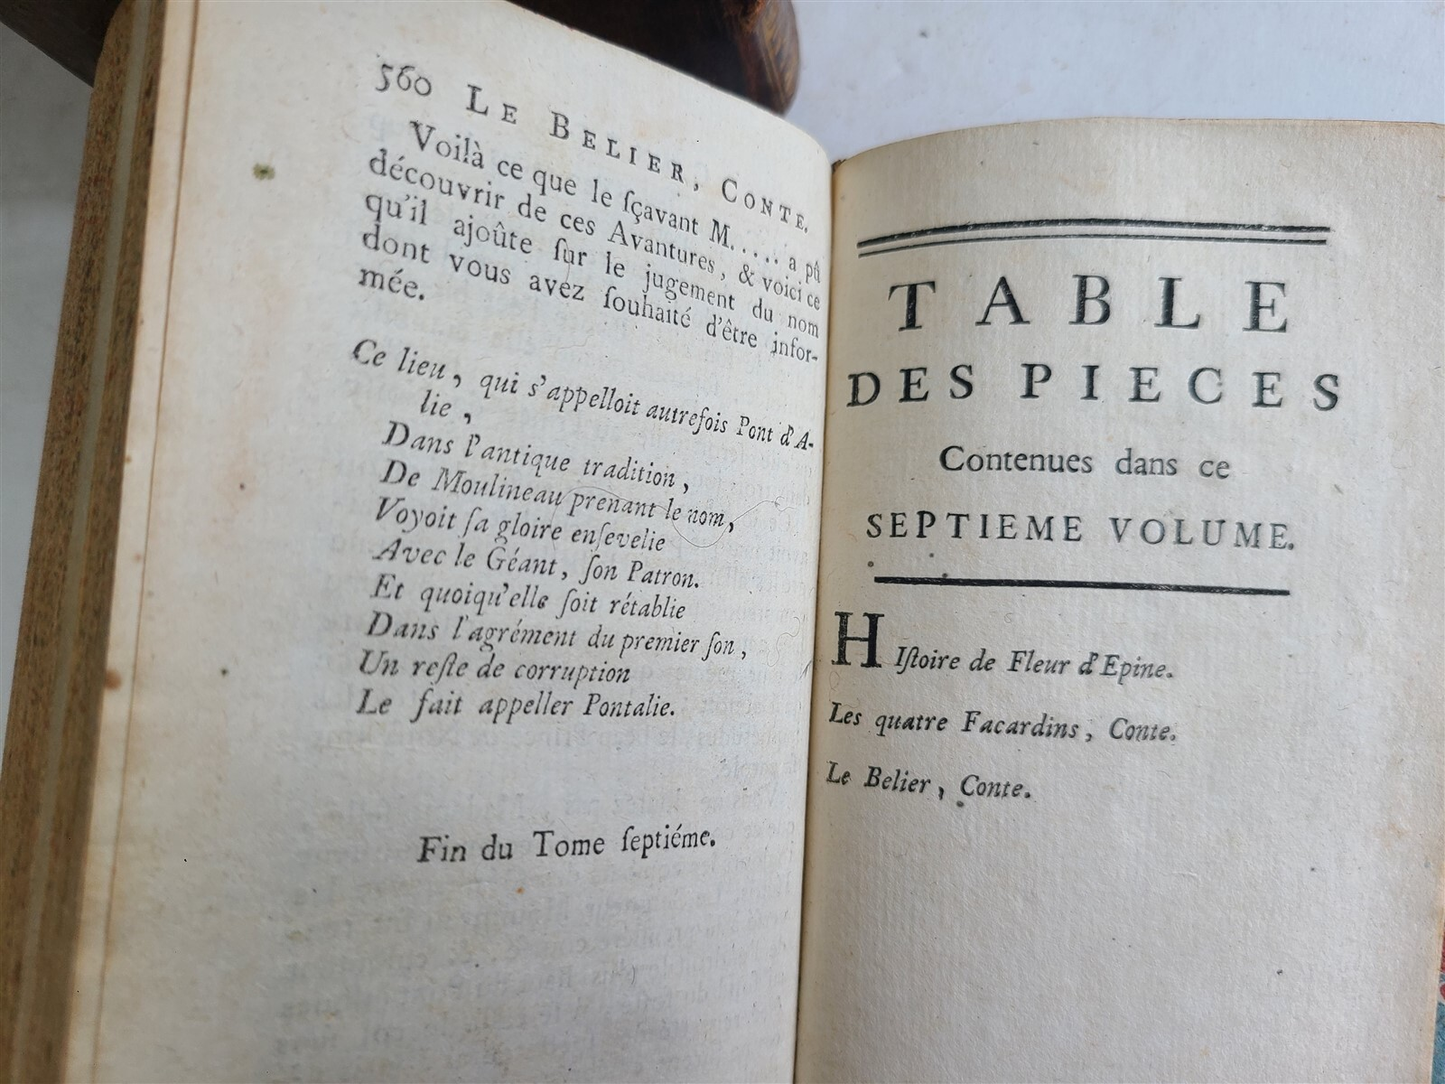 560 LE BELIER, CONTE.
Voilà ce que le ſçavant M..... a pû
découvrir de ces Avantures, & voici ce
qu'il ajoûte ſur le jugement du nom
dont vous avez ſouhaité d'être infor-
mée.
Ce lieu, qui s'appelloit autrefois Pont d'A-
lie,
Dans l'antique tradition,
De Moulineau prenant le nom,
Voyoit ſa gloire enſevelie
Avec le Géant, ſon Patron.
Et quoiqu'elle ſoit rétablie
Dans l'agrément du premier ſon,
Un reſte de corruption
Le fait appeller Pontalie.
Fin du Tome ſeptiéme.
TABLE
DES PIECES
Contenues dans ce
SEPTIEME VOLUME.
HIſtoire de Fleur d'Epine.
Les quatre Facardins, Conte.
Le Belier, Conte.